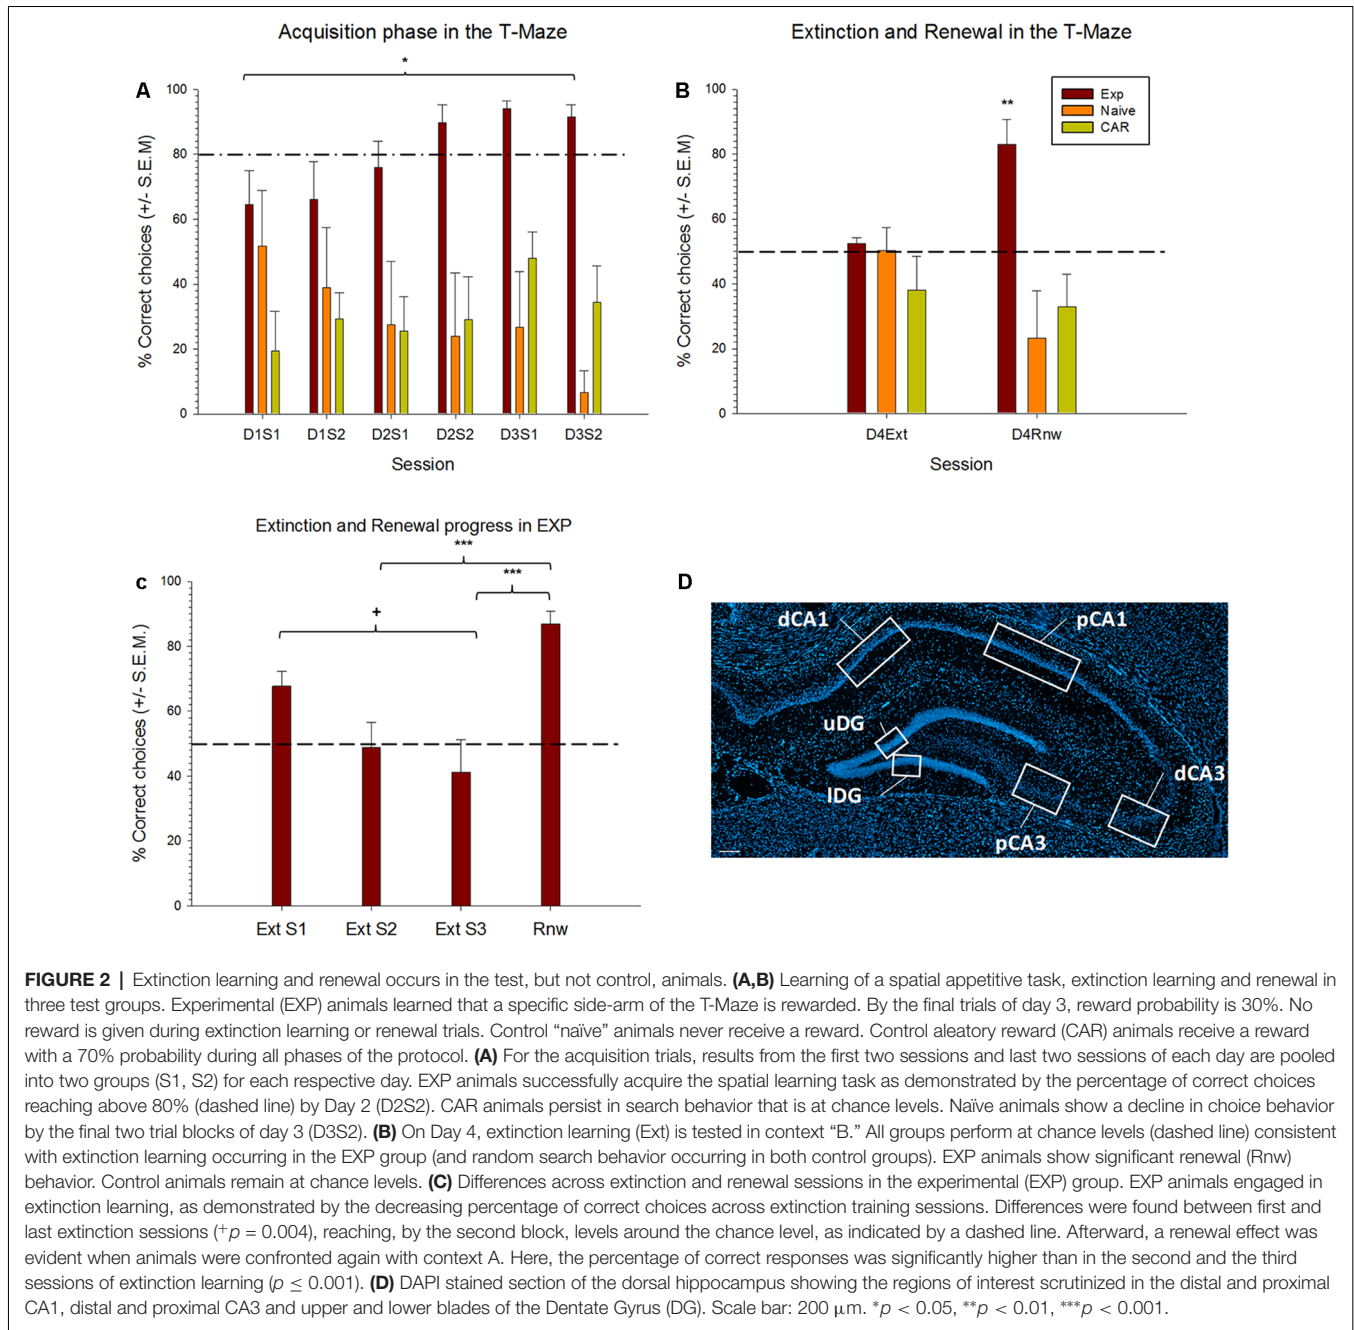 Acquisition phase in the T-Maze
*
A
% Correct choices (+/- S.E.M)
100
80
60
40
20
0
D1S1 D1S2 D2S1 D2S2 D3S1 D3S2
Session
Extinction and Renewal in the T-Maze
B
Exp
Naive
CAR
**
% Correct choices (+/- S.E.M)
100
80
60
40
20
0
D4Ext D4Rnw
Session
Extinction and Renewal progress in EXP
***
***
+
c
% Correct choices (+/- S.E.M.)
100
80
60
40
20
0
Ext S1 Ext S2 Ext S3 Rnw
D
dCA1
pCA1
uDG
lDG
dCA3
pCA3
FIGURE 2 | Extinction learning and renewal occurs in the test, but not control, animals. (A,B) Learning of a spatial appetitive task, extinction learning and renewal in
three test groups. Experimental (EXP) animals learned that a specific side-arm of the T-Maze is rewarded. By the final trials of day 3, reward probability is 30%. No
reward is given during extinction learning or renewal trials. Control “naïve” animals never receive a reward. Control aleatory reward (CAR) animals receive a reward
with a 70% probability during all phases of the protocol. (A) For the acquisition trials, results from the first two sessions and last two sessions of each day are pooled
into two groups (S1, S2) for each respective day. EXP animals successfully acquire the spatial learning task as demonstrated by the percentage of correct choices
reaching above 80% (dashed line) by Day 2 (D2S2). CAR animals persist in search behavior that is at chance levels. Naïve animals show a decline in choice behavior
by the final two trial blocks of day 3 (D3S2). (B) On Day 4, extinction learning (Ext) is tested in context “B.” All groups perform at chance levels (dashed line) consistent
with extinction learning occurring in the EXP group (and random search behavior occurring in both control groups). EXP animals show significant renewal (Rnw)
behavior. Control animals remain at chance levels. (C) Differences across extinction and renewal sessions in the experimental (EXP) group. EXP animals engaged in
extinction learning, as demonstrated by the decreasing percentage of correct choices across extinction training sessions. Differences were found between first and
last extinction sessions (⁺p = 0.004), reaching, by the second block, levels around the chance level, as indicated by a dashed line. Afterward, a renewal effect was
evident when animals were confronted again with context A. Here, the percentage of correct responses was significantly higher than in the second and the third
sessions of extinction learning (p ≤ 0.001). (D) DAPI stained section of the dorsal hippocampus showing the regions of interest scrutinized in the distal and proximal
CA1, distal and proximal CA3 and upper and lower blades of the Dentate Gyrus (DG). Scale bar: 200 µm. *p < 0.05, **p < 0.01, ***p < 0.001.